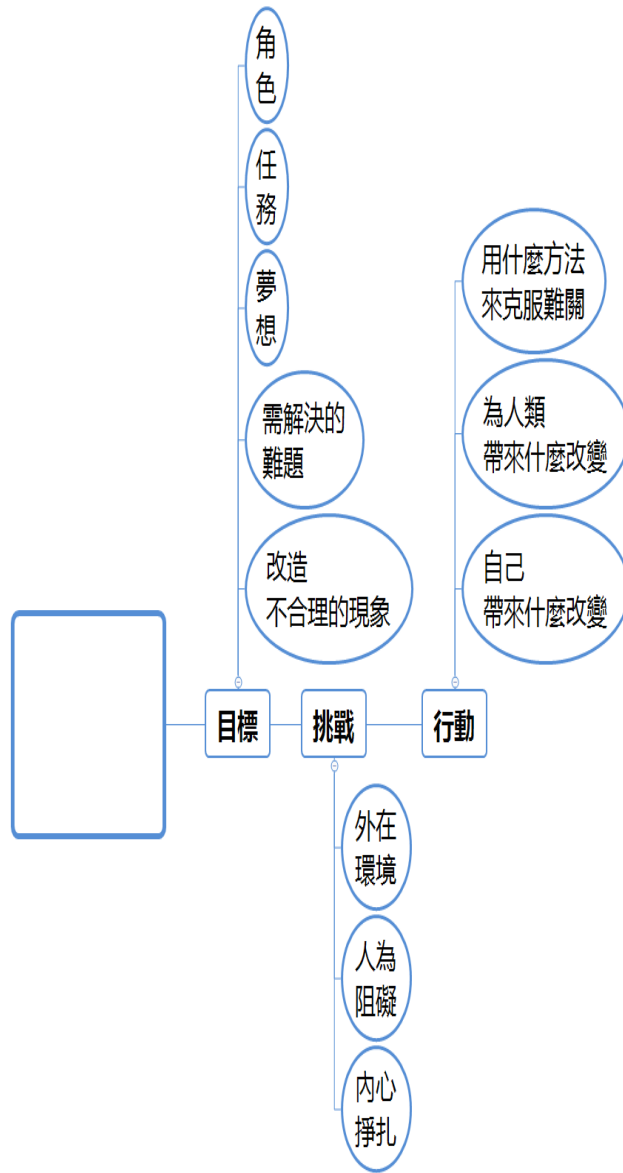 角
色
任
務
夢
想
需解決的
難題
改造
不合理的現象
目標
挑戰
外在
環境
人為
阻礙
內心
掙扎
行動
用什麼方法
來克服難關
為人類
帶來什麼改變
自己
帶來什麼改變